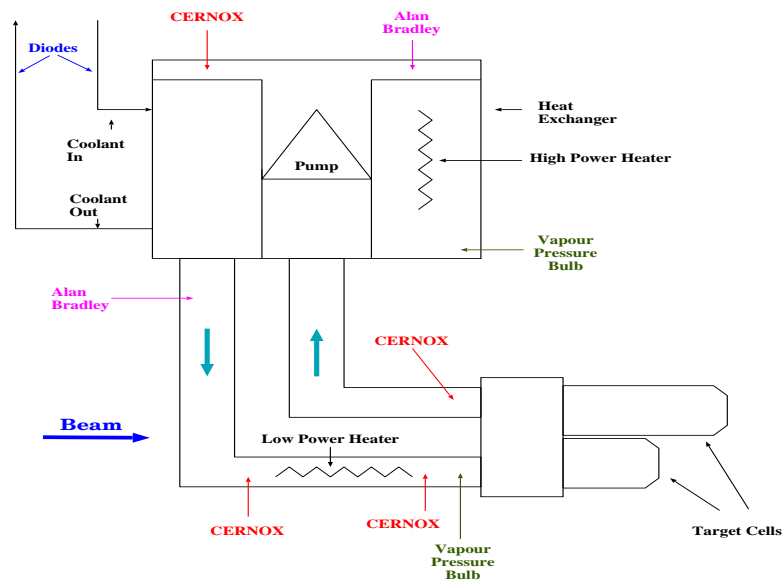 CERNOX
Alan
Bradley
Diodes
Coolant
In
Pump
Heat
Exchanger
High Power Heater
Coolant
Out
Vapour
Pressure
Bulb
Alan
Bradley
CERNOX
Beam
Low Power Heater
CERNOX
CERNOX
Target Cells
Vapour
Pressure
Bulb